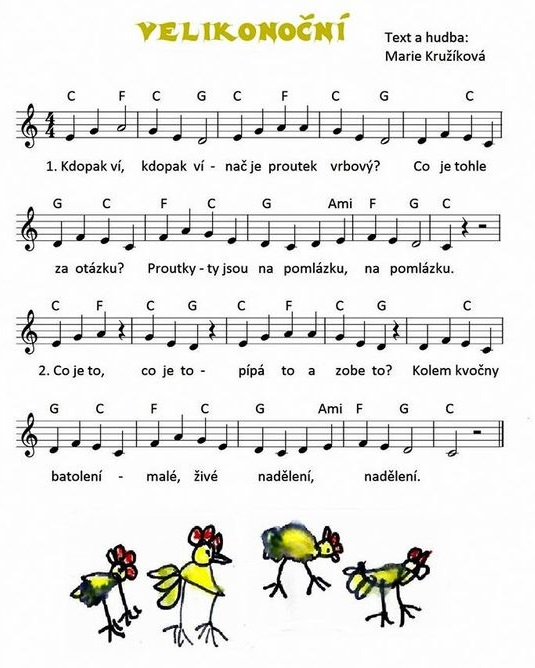 VELIKONOČNÍ
Text a hudba:
Marie Kružíková
C F C G C F C G C
4 4
1. Kdopak ví, kdopak ví - nač je proutek vrbový? Co je tohle
G C F C G Ami F G C
za otázku? Proutky - ty jsou na pomlázku, na pomlázku.
C F C G C F C G C
2. Co je to, co je to - pípá to a zobe to? Kolem kvočny
G C F C G Ami F G C
batolení - malé, živé nadělení, nadělení.